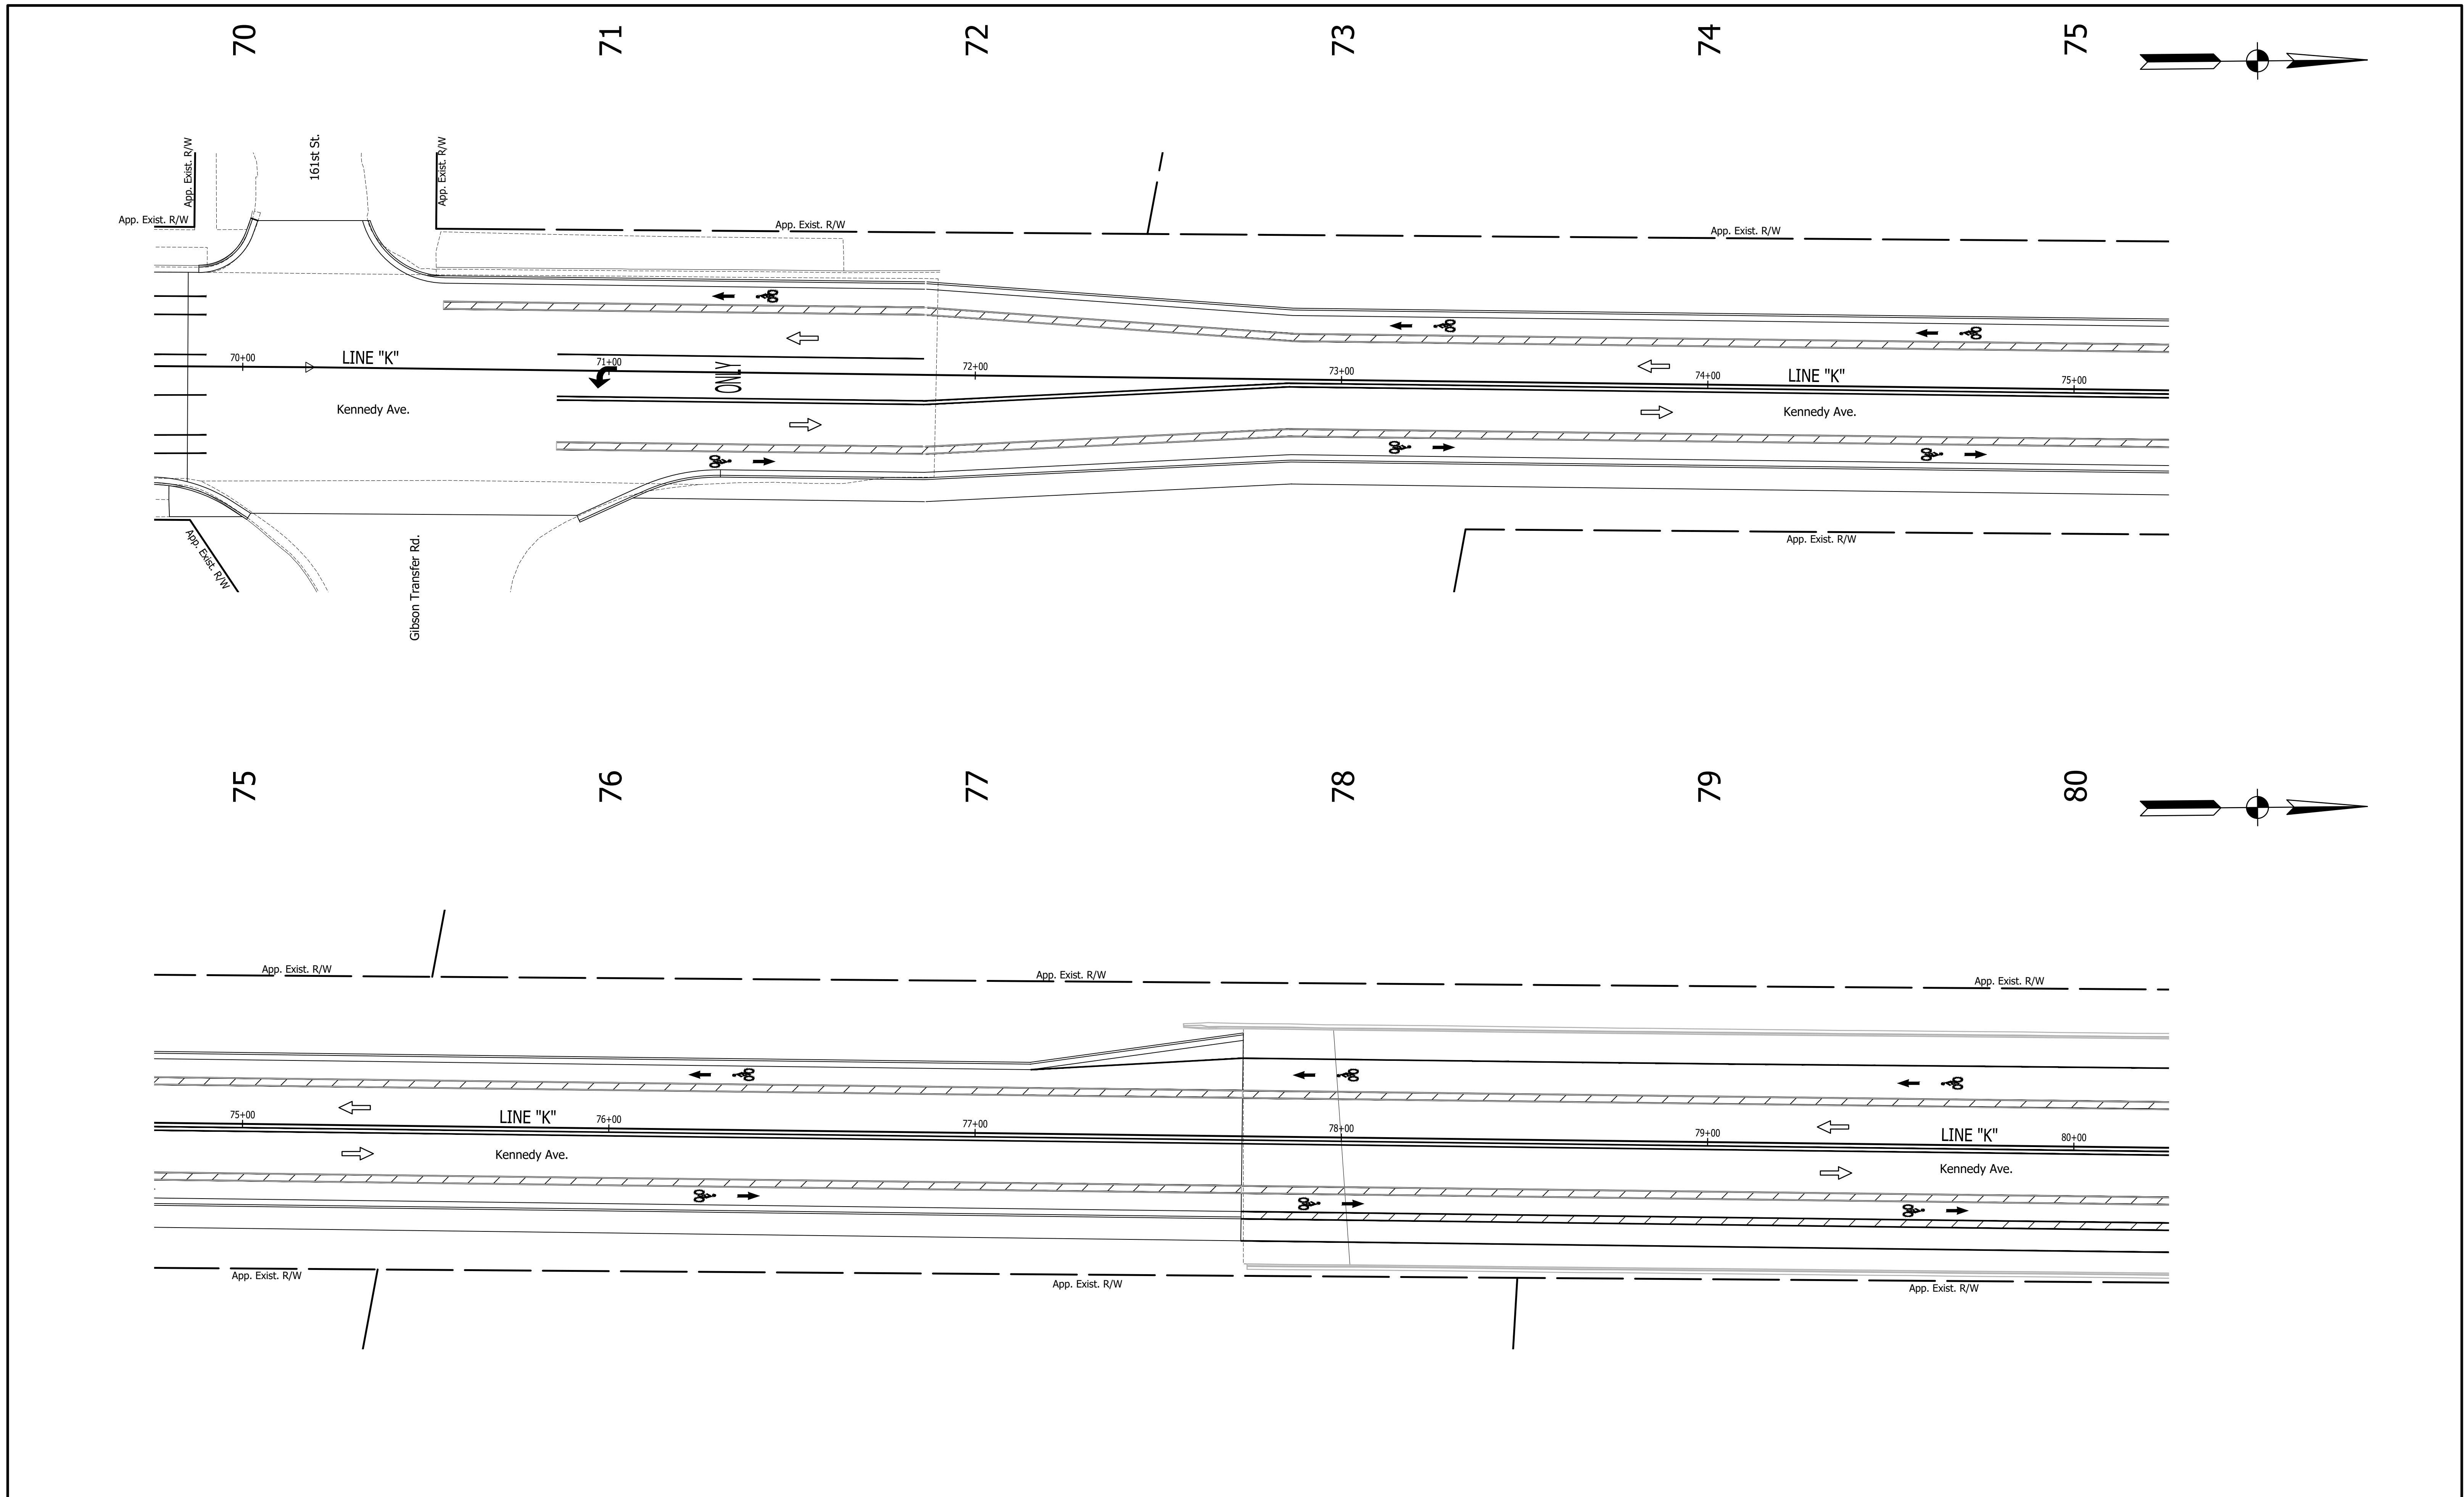 70 71 72 73 74 75
161st St.
App. Exist. R/W
App. Exist. R/W
App. Exist. R/W
App. Exist. R/W
App. Exist. R/W
70+00
LINE "K"
71+00
ONLY
72+00
73+00
74+00
LINE "K"
75+00
Kennedy Ave.
Kennedy Ave.
App. Exist. R/W
App. Exist. R/W
Gibson Transfer Rd.
75 76 77 78 79 80
App. Exist. R/W
App. Exist. R/W
App. Exist. R/W
75+00
LINE "K"
76+00
77+00
78+00
79+00
LINE "K"
80+00
Kennedy Ave.
Kennedy Ave.
App. Exist. R/W
App. Exist. R/W
App. Exist. R/W